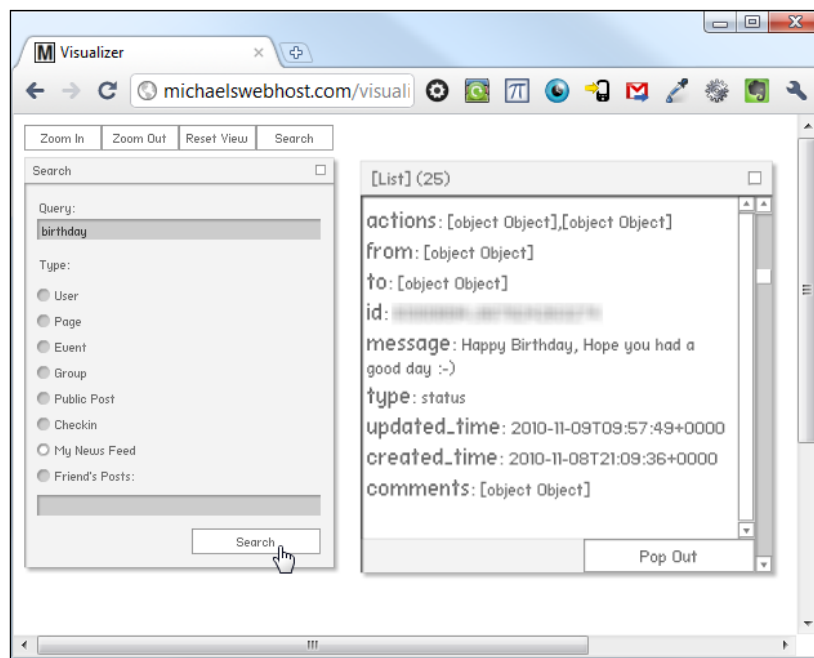 M Visualizer
michaelswebhost.com/visuali
Zoom In Zoom Out Reset View Search
Search
Query:
birthday
Type:
User
Page
Event
Group
Public Post
Checkin
My News Feed
Friend's Posts:
Search
[List] (25)
actions: [object Object],[object Object]
from: [object Object]
to: [object Object]
id:
message: Happy Birthday, Hope you had a
good day :-)
type: status
updated_time: 2010-11-09T09:57:49+0000
created_time: 2010-11-08T21:09:36+0000
comments: [object Object]
Pop Out